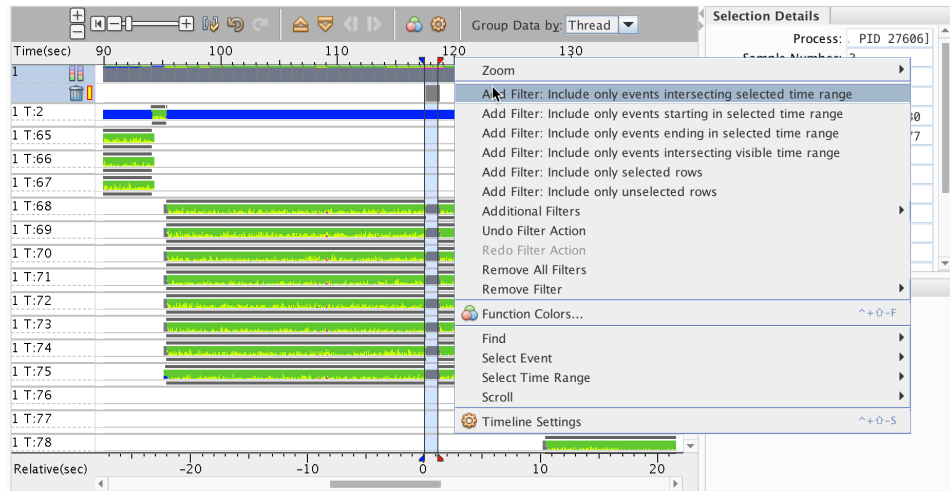 Group Data by: Thread
Selection Details
Process: PID 27606]
Time(sec) 90 100 110 120 130
Sample Number: 2
1
Zoom
Add Filter: Include only events intersecting selected time range
Add Filter: Include only events starting in selected time range
Add Filter: Include only events ending in selected time range
Add Filter: Include only events intersecting visible time range
Add Filter: Include only selected rows
Add Filter: Include only unselected rows
Additional Filters
Undo Filter Action
Redo Filter Action
Remove All Filters
Remove Filter
Function Colors... ^+⇧-F
Find
Select Event
Select Time Range
Scroll
Timeline Settings ^+⇧-S
1 T:2
1 T:65
1 T:66
1 T:67
1 T:68
1 T:69
1 T:70
1 T:71
1 T:72
1 T:73
1 T:74
1 T:75
1 T:76
1 T:77
1 T:78
Relative(sec) -20 -10 0 10 20